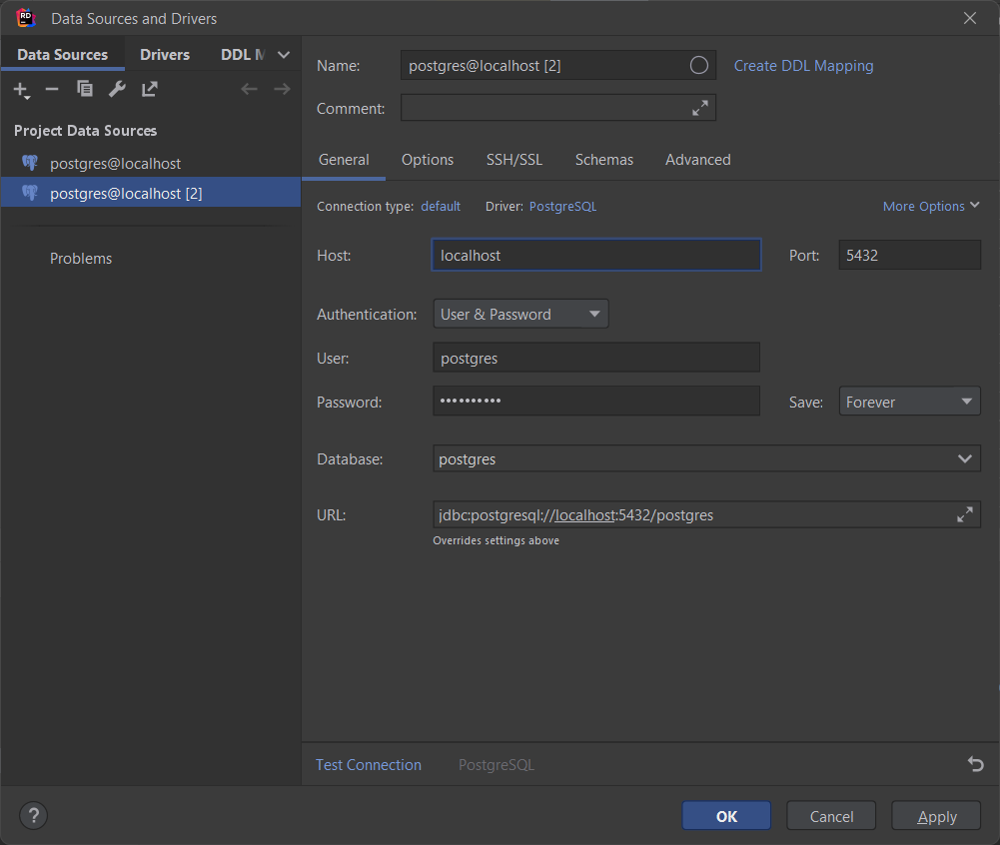 RD
Data Sources and Drivers
Data Sources Drivers DDL M
Name: postgres@localhost [2] Create DDL Mapping
Comment:
Project Data Sources
postgres@localhost
postgres@localhost [2]
Problems
General Options SSH/SSL Schemas Advanced
Connection type: default Driver: PostgreSQL More Options
Host: localhost Port: 5432
Authentication: User & Password
User: postgres
Password: •••••••••• Save: Forever
Database: postgres
URL: jdbc:postgresql://localhost:5432/postgres
Overrides settings above
Test Connection PostgreSQL
? OK Cancel Apply